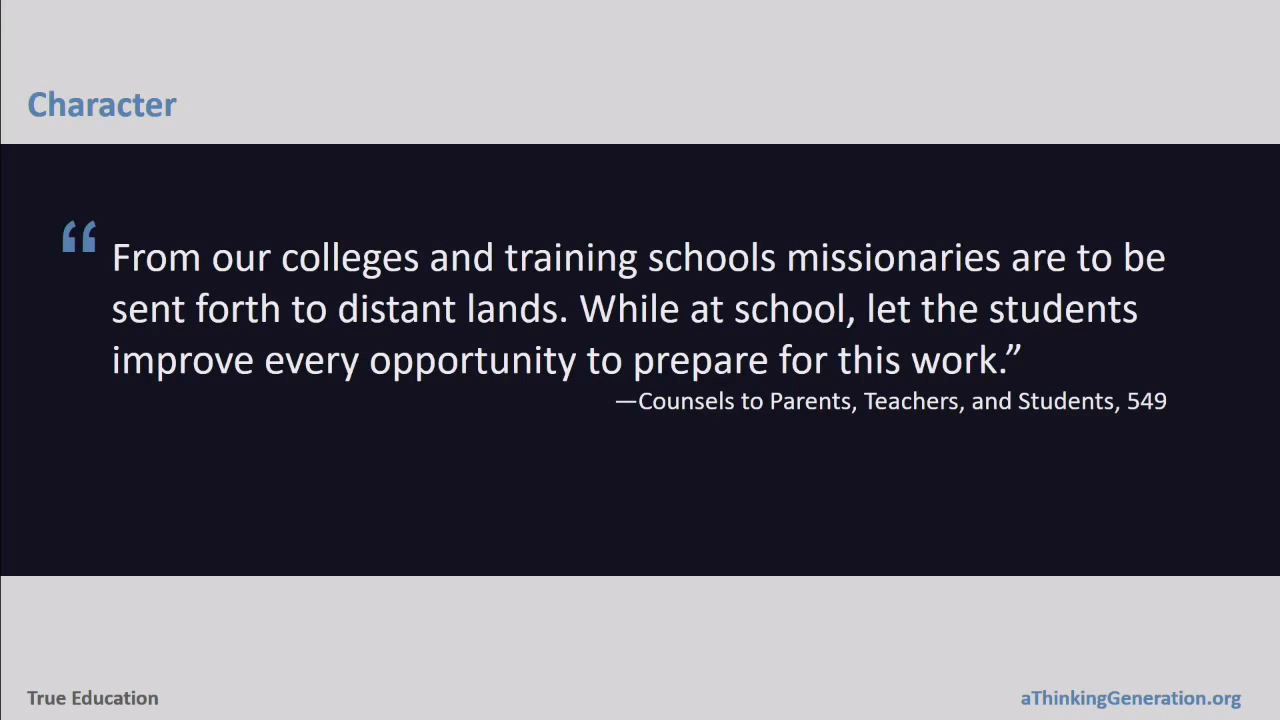 Character
“From our colleges and training schools missionaries are to be
sent forth to distant lands. While at school, let the students
improve every opportunity to prepare for this work.”
—Counsels to Parents, Teachers, and Students, 549
True Education
aThinkingGeneration.org